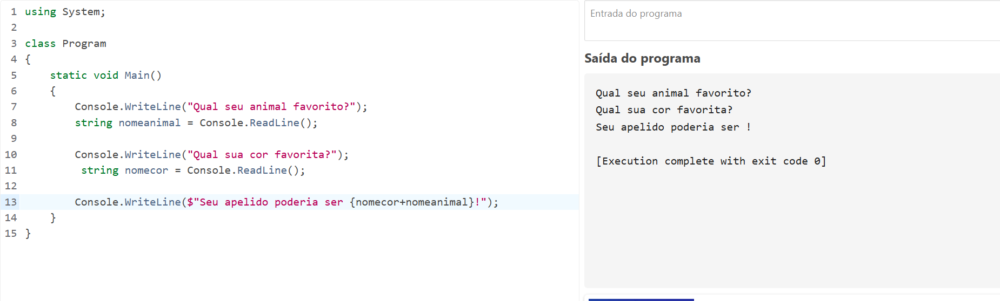 1 using System;
2
3 class Program
4 {
5     static void Main()
6     {
7         Console.WriteLine("Qual seu animal favorito?");
8         string nomeanimal = Console.ReadLine();
9
10         Console.WriteLine("Qual sua cor favorita?");
11          string nomecor = Console.ReadLine();
12
13         Console.WriteLine($"Seu apelido poderia ser {nomecor+nomeanimal}!");
14     }
15 }
Entrada do programa
Saída do programa
Qual seu animal favorito?
Qual sua cor favorita?
Seu apelido poderia ser !
[Execution complete with exit code 0]